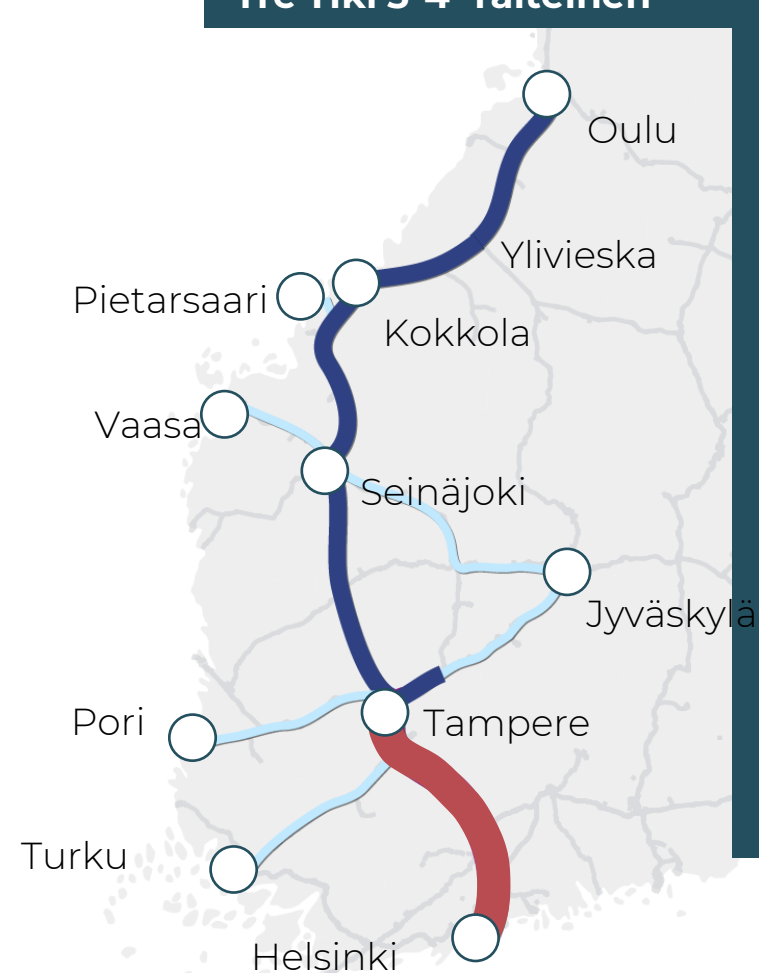 Oulu
Ylivieska
Pietarsaari
Kokkola
Vaasa
Seinäjoki
Jyväskylä
Pori
Tampere
Turku
Helsinki